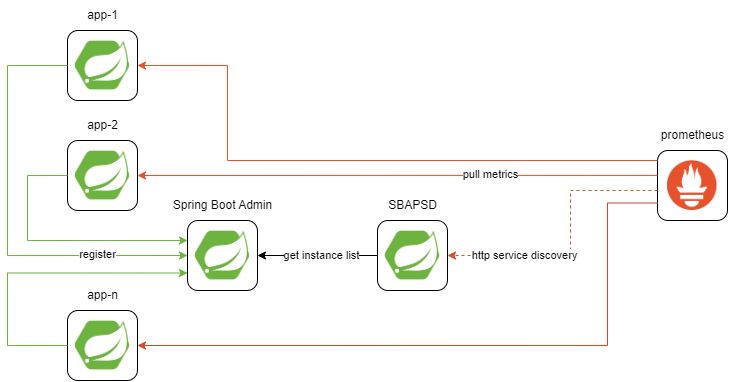 app-1
app-2
prometheus
pull metrics
Spring Boot Admin
SBAPSD
register
get instance list
http service discovery
app-n